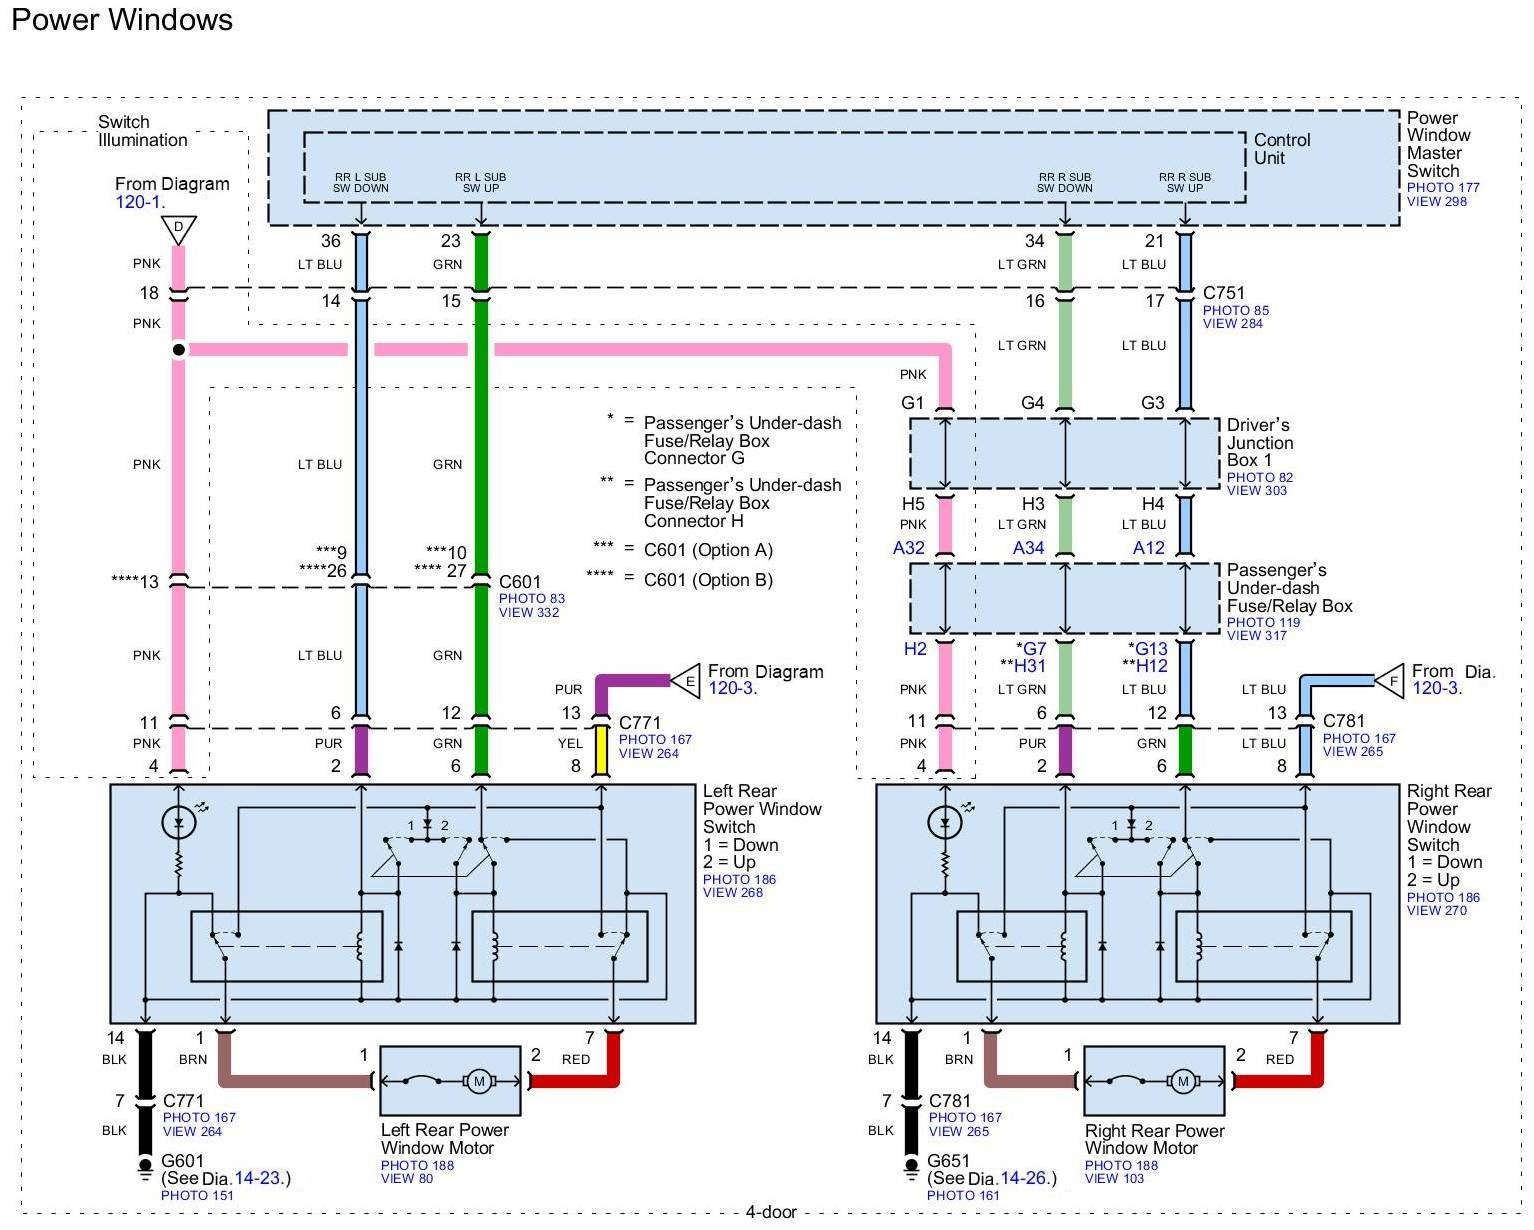 Power Windows
Switch
Illumination
From Diagram
120-1.
D
Control
Unit
Power
Window
Master
Switch
PHOTO 177
VIEW 298
RR L SUB
SW DOWN
RR L SUB
SW UP
RR R SUB
SW DOWN
RR R SUB
SW UP
36 23 34 21
PNK LT BLU GRN LT GRN LT BLU
18 14 15 16 17 C751
PHOTO 85
VIEW 284
PNK
LT GRN LT BLU
PNK
G1 G4 G3
* = Passenger's Under-dash
Fuse/Relay Box
Connector G
** = Passenger's Under-dash
Fuse/Relay Box
Connector H
*** = C601 (Option A)
**** = C601 (Option B)
Driver's
Junction
Box 1
PHOTO 82
VIEW 303
PNK LT BLU GRN
H5 H3 H4
PNK LT GRN LT BLU
A32 A34 A12
***9 ***10
****13 ****26 **** 27 C601
PHOTO 83
VIEW 332
Passenger's
Under-dash
Fuse/Relay Box
PHOTO 119
VIEW 317
H2 *G7 *G13
**H31 **H12
PNK LT BLU GRN
From Diagram
120-3.
E
PUR
From Dia.
120-3.
F
PNK LT GRN LT BLU LT BLU
11 6 12 13 C771
PHOTO 167
VIEW 264
11 6 12 13 C781
PHOTO 167
VIEW 265
PNK PUR GRN YEL
PNK PUR GRN LT BLU
4 2 6 8
4 2 6 8
Left Rear
Power Window
Switch
1 = Down
2 = Up
PHOTO 186
VIEW 268
1 2
Right Rear
Power
Window
Switch
1 = Down
2 = Up
PHOTO 186
VIEW 270
1 2
14 1 7
BLK BRN RED
1 2
M
7 C771
PHOTO 167
VIEW 264
BLK
Left Rear Power
Window Motor
PHOTO 188
VIEW 80
G601
(See Dia.14-23.)
PHOTO 151
14 1 7
BLK BRN RED
1 2
M
7 C781
PHOTO 167
VIEW 265
BLK
Right Rear Power
Window Motor
PHOTO 188
VIEW 103
G651
(See Dia.14-26.)
PHOTO 161
4-door